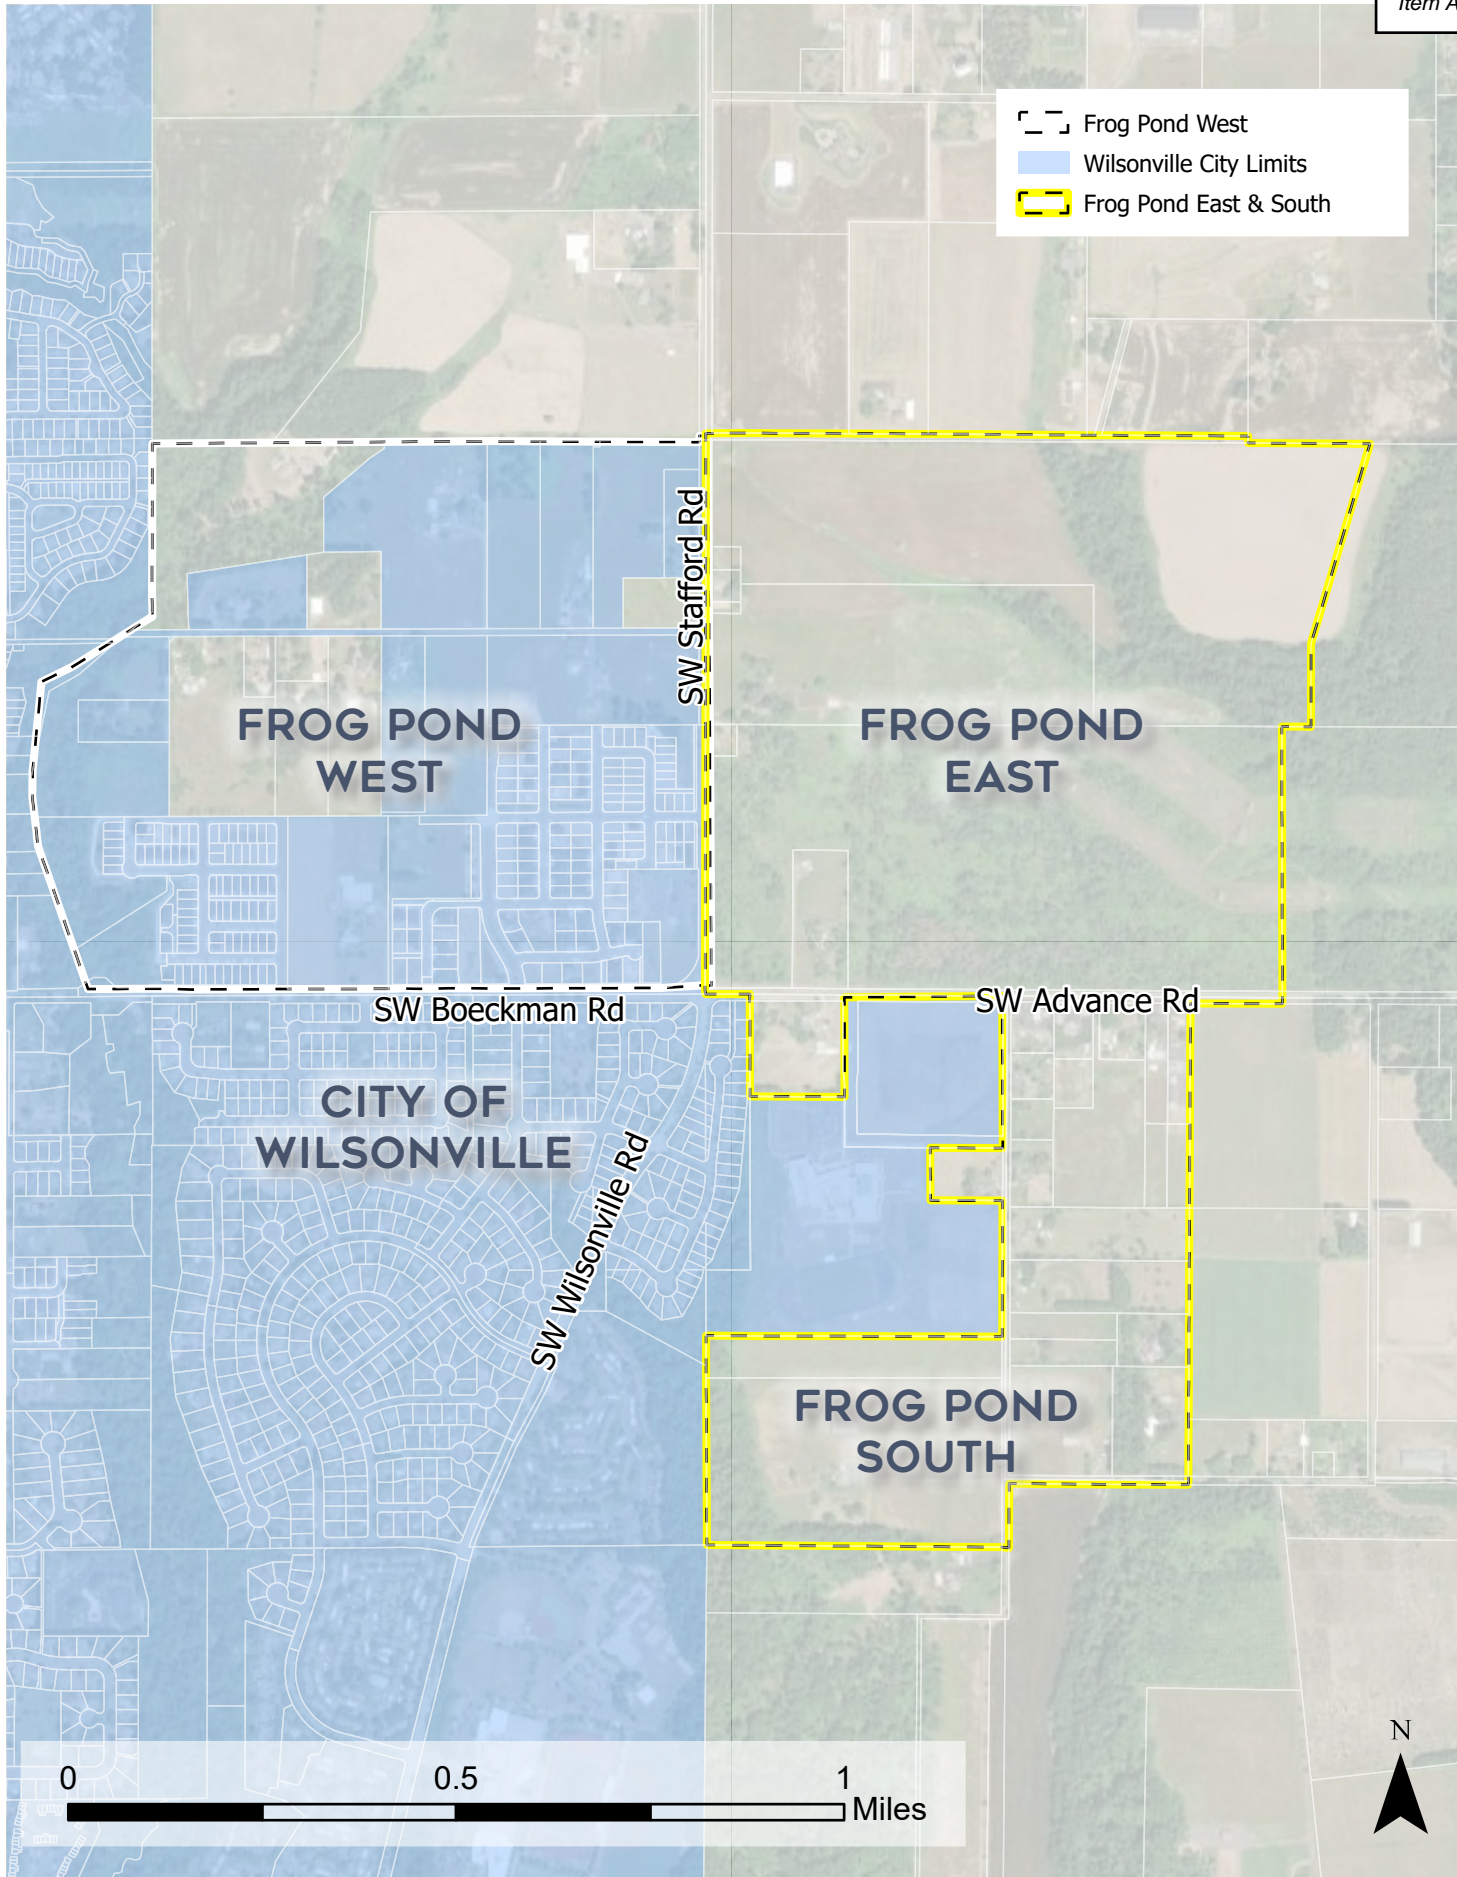 Item A
Frog Pond West
Wilsonville City Limits
Frog Pond East & South
SW Stafford Rd
FROG POND
WEST
FROG POND
EAST
SW Boeckman Rd
SW Advance Rd
CITY OF
WILSONVILLE
SW Wilsonville Rd
FROG POND
SOUTH
N
0 0.5 1
Miles